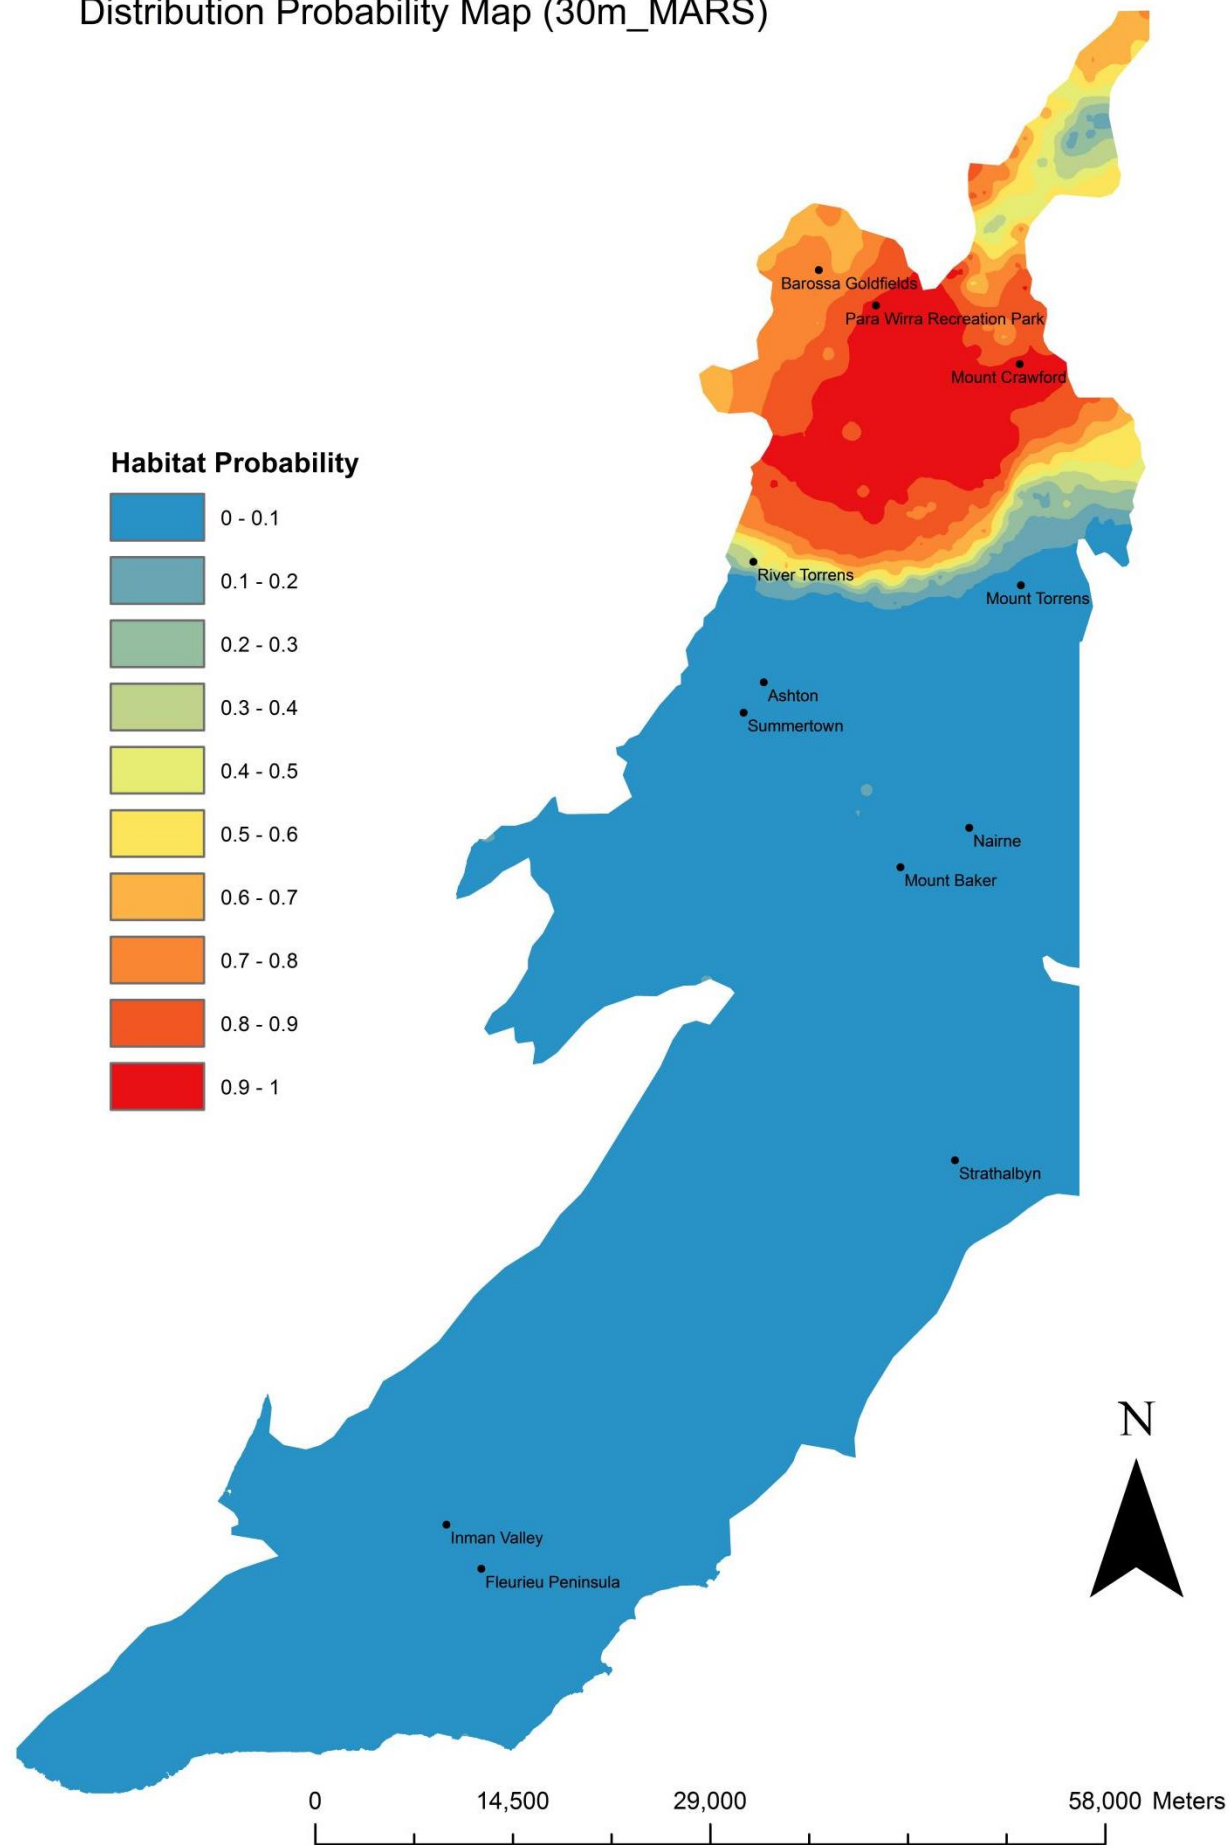 Distribution Probability Map (30m_MARS)
Barossa Goldfields
Para Wirra Recreation Park
Mount Crawford
Habitat Probability
0 - 0.1
0.1 - 0.2
0.2 - 0.3
0.3 - 0.4
0.4 - 0.5
0.5 - 0.6
0.6 - 0.7
0.7 - 0.8
0.8 - 0.9
0.9 - 1
River Torrens
Mount Torrens
Ashton
Summertown
Nairne
Mount Baker
Strathalbyn
N
Inman Valley
Fleurieu Peninsula
0 14,500 29,000 58,000 Meters